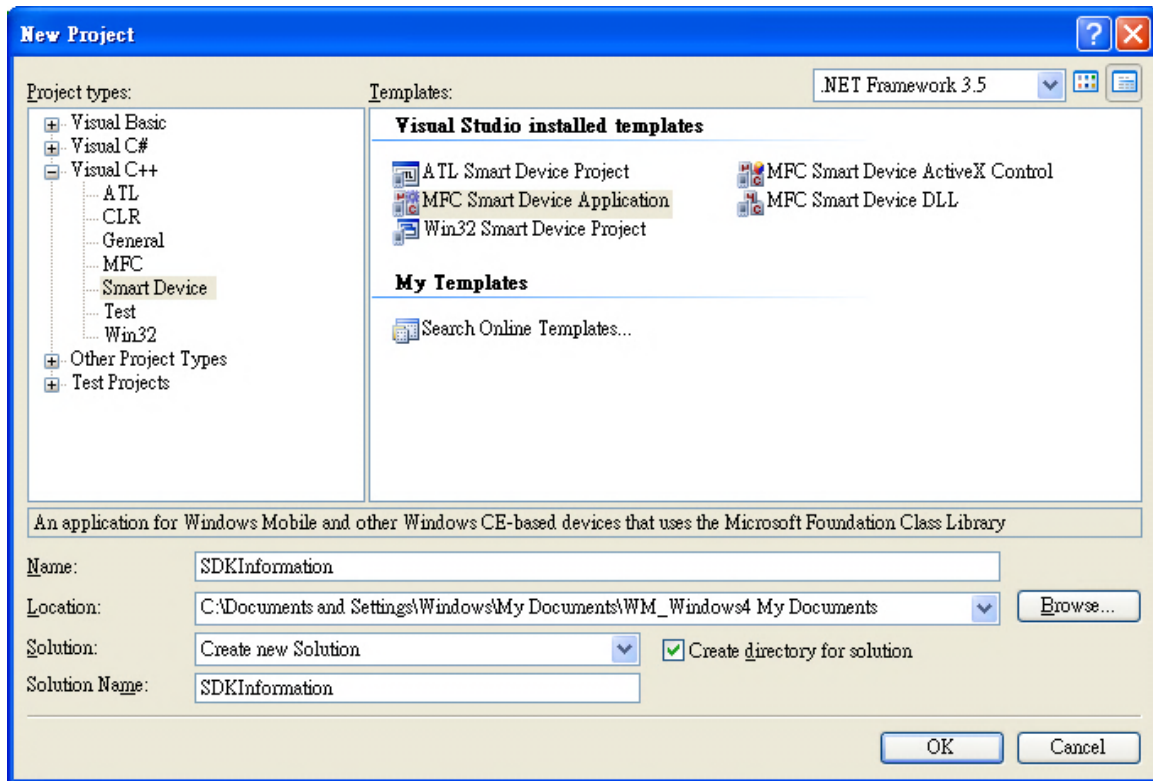 New Project
Project types:
Templates:
.NET Framework 3.5
Visual Basic
Visual C#
Visual C++
ATL
CLR
General
MFC
Smart Device
Test
Win32
Other Project Types
Test Projects
Visual Studio installed templates
ATL Smart Device Project
MFC Smart Device ActiveX Control
MFC Smart Device Application
MFC Smart Device DLL
Win32 Smart Device Project
My Templates
Search Online Templates...
An application for Windows Mobile and other Windows CE-based devices that uses the Microsoft Foundation Class Library
Name: SDKInformation
Location: C:\Documents and Settings\Windows\My Documents\WM_Windows4 My Documents Browse...
Solution: Create new Solution Create directory for solution
Solution Name: SDKInformation
OK Cancel